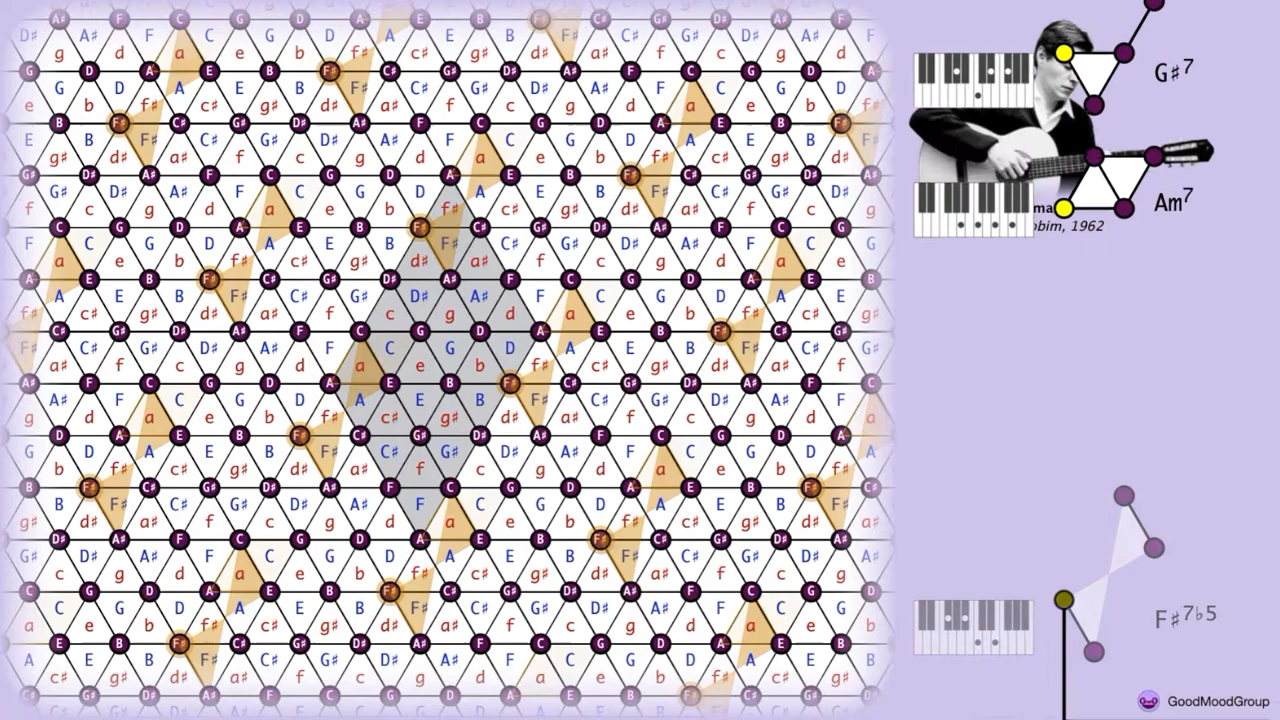 A♯ F C G D A E B F♯ C♯ G♯ D♯ A♯ F
D♯ A♯ F C G D A E B F♯ C♯ G♯ D♯ A♯ F
g d a e b f♯ c♯ g♯ d♯ a♯ f c g d
G D A E B F♯ C♯ G♯ D♯ A♯ F C G D A
G D A E B F♯ C♯ G♯ D♯ A♯ F C G D
e b f♯ c♯ g♯ d♯ a♯ f c g d a e b f♯
B F♯ C♯ G♯ D♯ A♯ F C G D A E B F♯
E B F♯ C♯ G♯ D♯ A♯ F C G D A E B F♯
g♯ d♯ a♯ f c g d a e b f♯ c♯ g♯ d♯
G♯ D♯ A♯ F C G D A E B F♯ C♯ G♯ D♯ A♯
G♯ D♯ A♯ F C G D A E B F♯ C♯ G♯ D♯
f c g d a e b f♯ c♯ g♯ d♯ a♯ f c g
C G D A E B F♯ C♯ G♯ D♯ A♯ F C G
F C G D A E B F♯ C♯ G♯ D♯ A♯ F C G
a e b f♯ c♯ g♯ d♯ a♯ f c g d a e
A E B F♯ C♯ G♯ D♯ A♯ F C G D A E B
A E B F♯ C♯ G♯ D♯ A♯ F C G D A E
f♯ c♯ g♯ d♯ a♯ f c g d a e b f♯ c♯ g♯
C♯ G♯ D♯ A♯ F C G D A E B F♯ C♯ G♯
F♯ C♯ G♯ D♯ A♯ F C G D A E B F♯ C♯ G♯
a♯ f c g d a e b f♯ c♯ g♯ d♯ a♯ f
A♯ F C G D A E B F♯ C♯ G♯ D♯ A♯ F C
A♯ F C G D A E B F♯ C♯ G♯ D♯ A♯ F
g d a e b f♯ c♯ g♯ d♯ a♯ f c g d a
D A E B F♯ C♯ G♯ D♯ A♯ F C G D A
G D A E B F♯ C♯ G♯ D♯ A♯ F C G D A
b f♯ c♯ g♯ d♯ a♯ f c g d a e b f♯
B F♯ C♯ G♯ D♯ A♯ F C G D A E B F♯ C♯
B F♯ C♯ G♯ D♯ A♯ F C G D A E B F♯
g♯ d♯ a♯ f c g d a e b f♯ c♯ g♯ d♯ a♯
D♯ A♯ F C G D A E B F♯ C♯ G♯ D♯ A♯
G♯ D♯ A♯ F C G D A E B F♯ C♯ G♯ D♯ A♯
c g d a e b f♯ c♯ g♯ d♯ a♯ f c g
C G D A E B F♯ C♯ G♯ D♯ A♯ F C G D
C G D A E B F♯ C♯ G♯ D♯ A♯ F C G
a e b f♯ c♯ g♯ d♯ a♯ f c g d a e b
E B F♯ C♯ G♯ D♯ A♯ F C G D A E B
A E B F♯ C♯ G♯ D♯ A♯ F C G D A E B
c♯ g♯ d♯ a♯ f c g d a e b f♯ c♯ g♯
G♯ D♯ A♯ F C G D A E B
G♯7
Am7
ma
obim, 1962
F♯7♭5
GoodMoodGroup